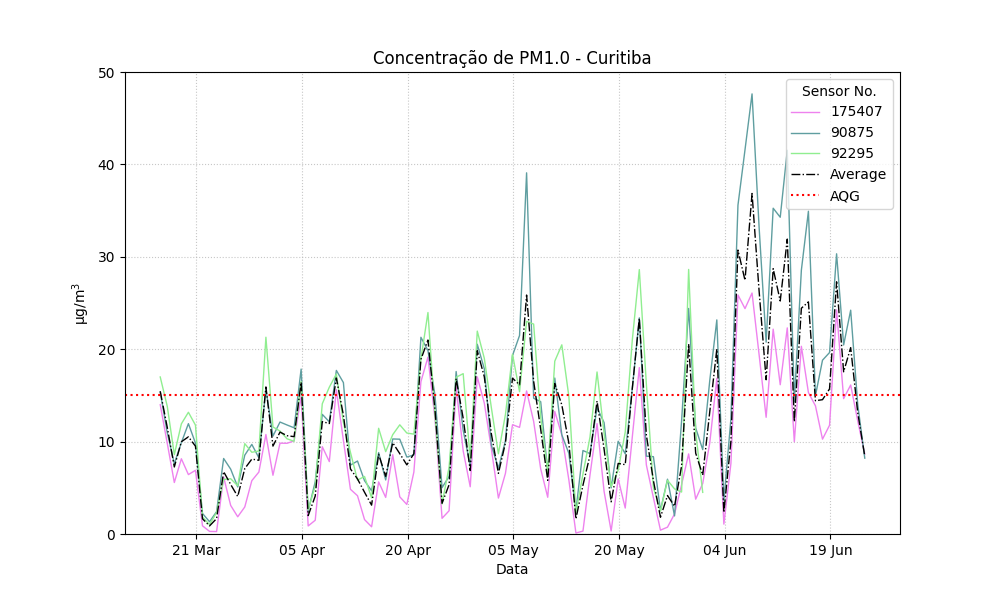 Concentração de PM1.0 - Curitiba
50
40
30
20
10
0
µg/m³
21 Mar
05 Apr
20 Apr
05 May
20 May
04 Jun
19 Jun
Data
Sensor No.
175407
90875
92295
Average
AQG